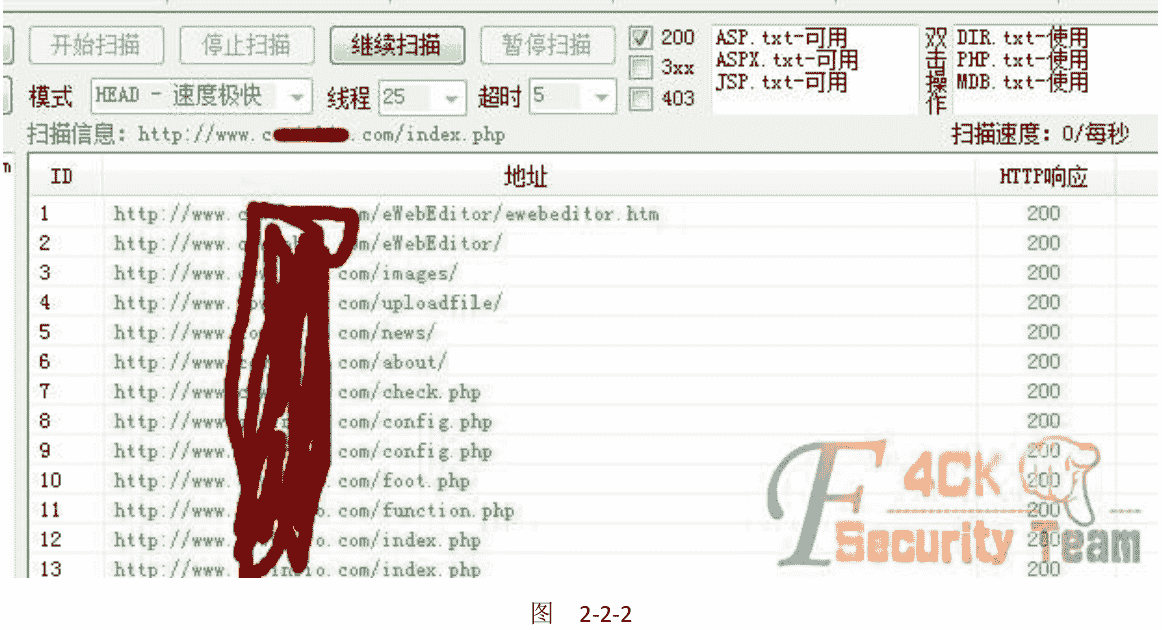 开始扫描 停止扫描 继续扫描 暂停扫描 200 ASP.txt-可用 双击操作 DIR.txt-使用
3xx ASPX.txt-可用 PHP.txt-使用
403 JSP.txt-可用 MDB.txt-使用
模式 HEAD - 速度极快 线程 25 超时 5
扫描信息: http://www.c .com/index.php 扫描速度: 0/每秒
ID 地址 HTTP响应
1 http://www. m/eWebEditor/ewebeditor.htm 200
2 http://www. m/eWebEditor/ 200
3 http://www. com/images/ 200
4 http://www. com/uploadfile/ 200
5 http://www. com/news/ 200
6 http://www. com/about/ 200
7 http://www. com/check.php 200
8 http://www. com/config.php 200
9 http://www. com/config.php 200
10 http://www. com/foot.php 200
11 http://www. .com/function.php 200
12 http://www. o.com/index.php 200
13 http://www. io.com/index.php 200
F4CK
Security Team
图 2-2-2